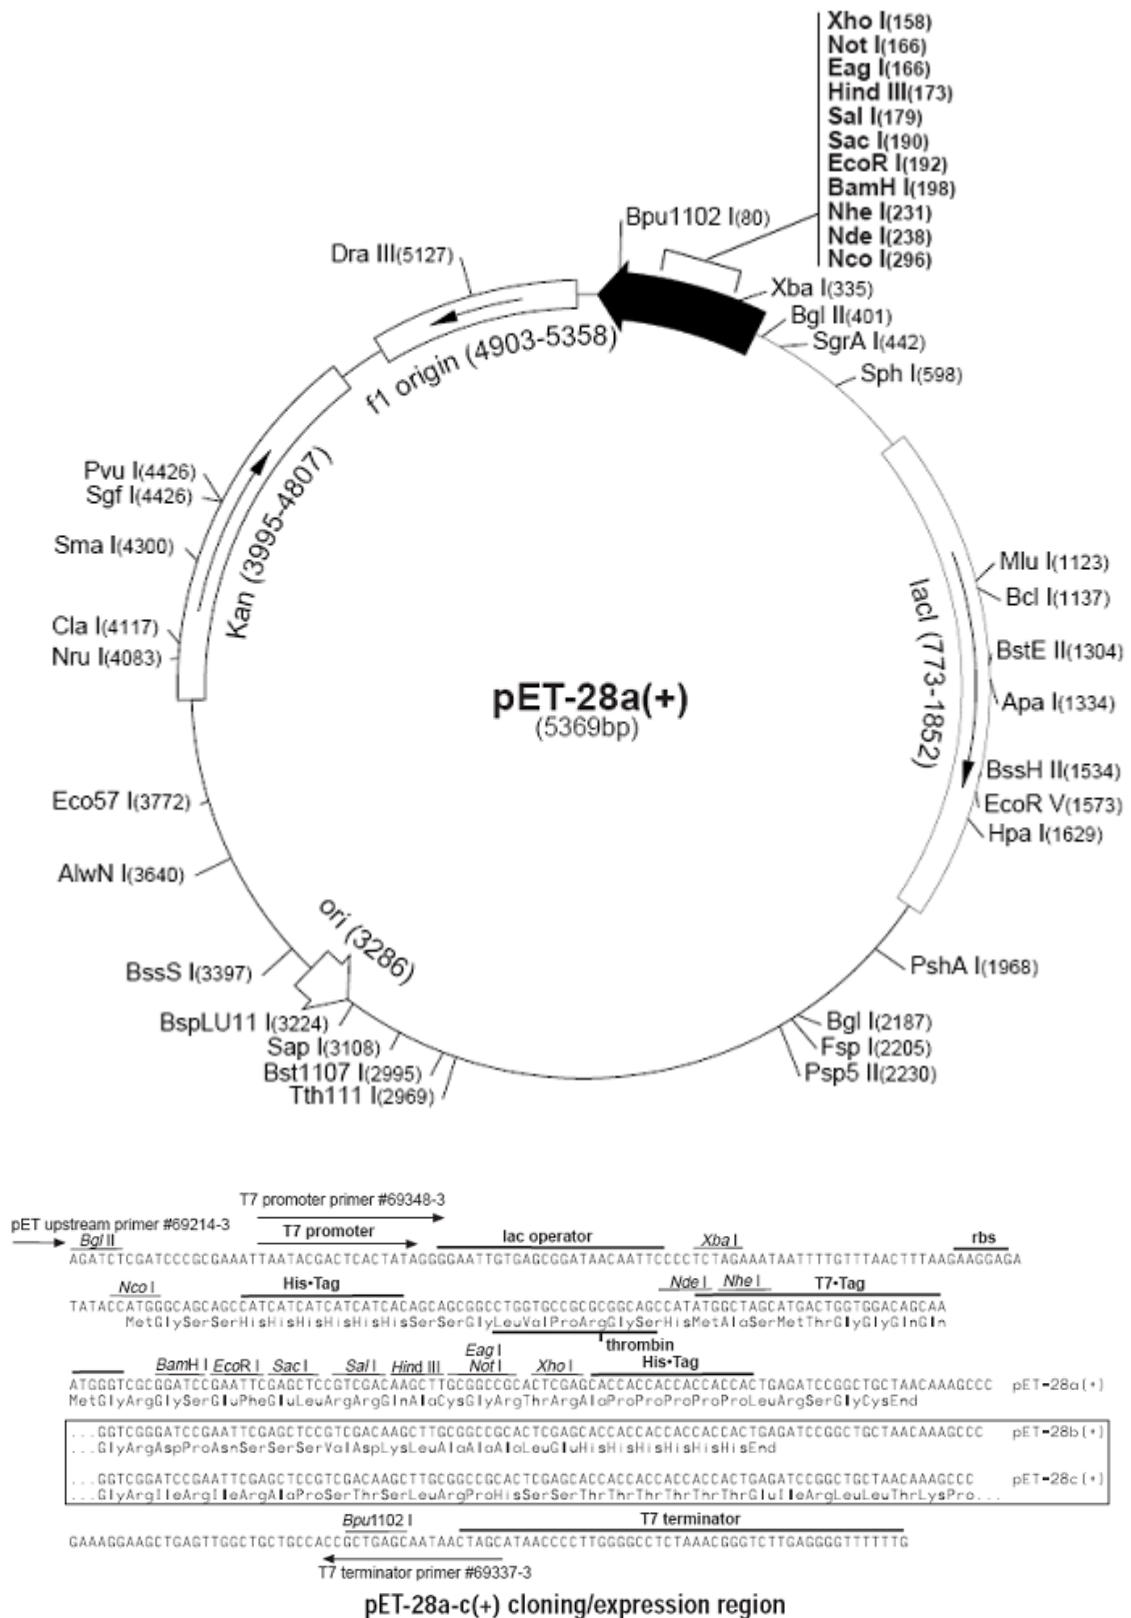 Xho I(158)
Not I(166)
Eag I(166)
Hind III(173)
Sal I(179)
Sac I(190)
EcoR I(192)
BamH I(198)
Nhe I(231)
Nde I(238)
Nco I(296)
Bpu1102 I(80)
Dra III(5127)
Xba I(335)
Bgl II(401)
SgrA I(442)
Sph I(598)
f1 origin (4903-5358)
Pvu I(4426)
Sgf I(4426)
Sma I(4300)
Kan (3995-4807)
Cla I(4117)
Nru I(4083)
Mlu I(1123)
Bcl I(1137)
BstE II(1304)
Apa I(1334)
lacI (773-1852)
BssH II(1534)
EcoR V(1573)
Hpa I(1629)
pET-28a(+)
(5369bp)
Eco57 I(3772)
AlwN I(3640)
ori (3286)
BssS I(3397)
PshA I(1968)
BspLU11 I(3224)
Sap I(3108)
Bst1107 I(2995)
Tth111 I(2969)
Bgl I(2187)
Fsp I(2205)
Psp5 II(2230)
T7 promoter primer #69348-3
pET upstream primer #69214-3
Bgl II T7 promoter lac operator Xba I rbs
AGATCTCGATCCCGCGAAATTAATACGACTCACTATAGGGGAATTGTGAGCGGATAACAATTCCCCTCTAGAAATAATTTTGTTTAACTTTAAGAAGGAGA
Nco I His•Tag Nde I Nhe I T7•Tag
TATACCATGGGCAGCAGCCATCATCATCATCATCACAGCAGCGGCCTGGTGCCGCGCGGCAGCCATATGGCTAGCATGACTGGTGGACAGCAA
MetGlySerSerHisHisHisHisHisHisSerSerGlyLeuValProArgGlySerHisMetAlaSerMetThrGlyGlyGlnGln
thrombin
BamH I EcoR I Sac I Sal I Hind III Eag I Not I Xho I His•Tag
ATGGGTCGCGGATCCGAATTCGAGCTCCGTCGACAAGCTTGCGGCCGCACTCGAGCACCACCACCACCACCACTGAGATCCGGCTGCTAACAAAGCCC pET-28a(+)
MetGlyArgGlySerGluPheGluLeuArgArgGlnAlaCysGlyArgThrArgAlaProProProProProProLeuArgSerGlyCysEnd
...GGTCGGGATCCGAATTCGAGCTCCGTCGACAAGCTTGCGGCCGCACTCGAGCACCACCACCACCACCACTGAGATCCGGCTGCTAACAAAGCCC pET-28b(+)
...GlyArgAspProAsnSerSerSerValAspLysLeuAlaAlaAlaLeuGluHisHisHisHisHisHisEnd
...GGTCGGATCCGAATTCGAGCTCCGTCGACAAGCTTGCGGCCGCACTCGAGCACCACCACCACCACCACTGAGATCCGGCTGCTAACAAAGCCC pET-28c(+)
...GlyArgIleArgIleArgAlaProSerThrSerLeuArgProHisSerSerThrThrThrThrThrThrGluIleArgLeuLeuThrLysPro...
Bpu1102 I T7 terminator
GAAAGGAAGCTGAGTTGGCTGCTGCCACCGCTGAGCAATAACTAGCATAACCCCTTGGGGCCTCTAAACGGGTCTTGAGGGGTTTTTTG
T7 terminator primer #69337-3
pET-28a-c(+) cloning/expression region